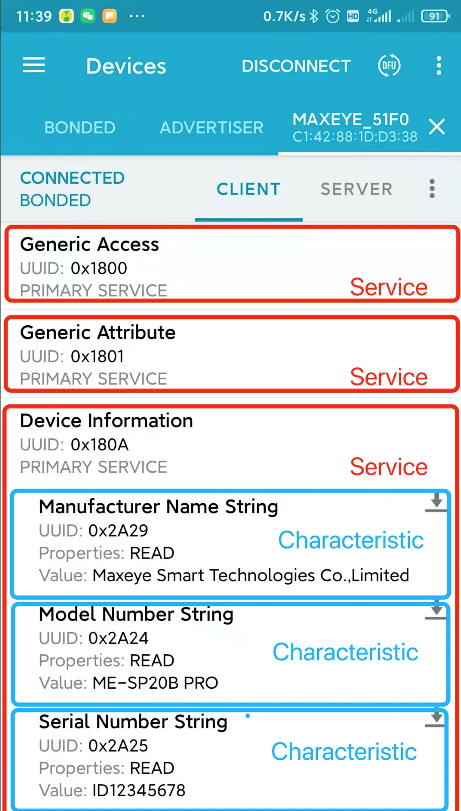 11:39 0.7K/s HD 4G 91
Devices DISCONNECT DFU
BONDED ADVERTISER MAXEYE_51F0
C1:42:88:1D:D3:38
CONNECTED
BONDED CLIENT SERVER
Generic Access
UUID: 0x1800
PRIMARY SERVICE Service
Generic Attribute
UUID: 0x1801
PRIMARY SERVICE Service
Device Information
UUID: 0x180A
PRIMARY SERVICE Service
Manufacturer Name String
UUID: 0x2A29 Characteristic
Properties: READ
Value: Maxeye Smart Technologies Co.,Limited
Model Number String
UUID: 0x2A24 Characteristic
Properties: READ
Value: ME-SP20B PRO
Serial Number String
UUID: 0x2A25 Characteristic
Properties: READ
Value: ID12345678